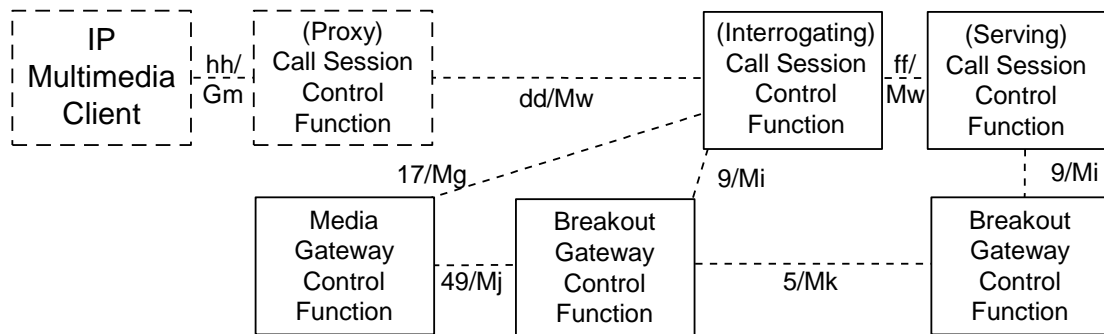 IP
Multimedia
Client
hh/
Gm
(Proxy)
Call Session
Control
Function
dd/Mw
(Interrogating)
Call Session
Control
Function
ff/
Mw
(Serving)
Call Session
Control
Function
17/Mg
9/Mi
9/Mi
Media
Gateway
Control
Function
49/Mj
Breakout
Gateway
Control
Function
5/Mk
Breakout
Gateway
Control
Function